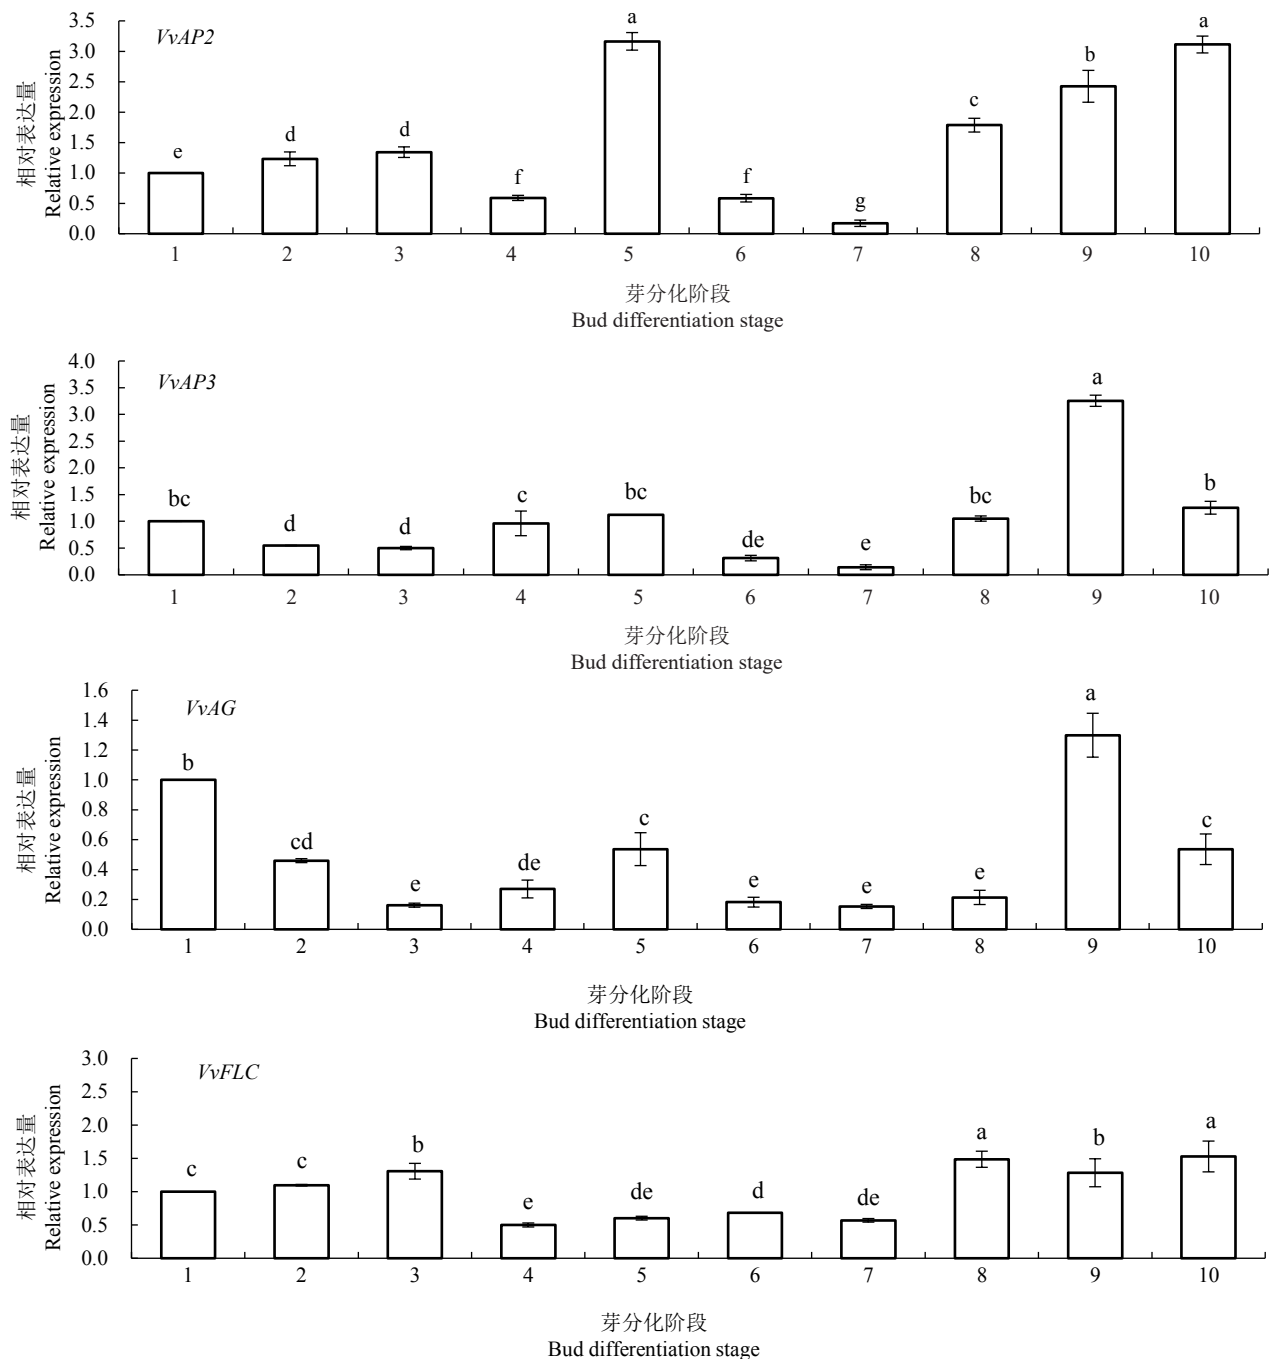 VvAP2
相对表达量
Relative expression
3.5
3.0
2.5
2.0
1.5
1.0
0.5
0.0
e d d f a f g c b a
1 2 3 4 5 6 7 8 9 10
芽分化阶段
Bud differentiation stage
VvAP3
相对表达量
Relative expression
4.0
3.5
3.0
2.5
2.0
1.5
1.0
0.5
0.0
bc d d c bc de e bc a b
1 2 3 4 5 6 7 8 9 10
芽分化阶段
Bud differentiation stage
VvAG
相对表达量
Relative expression
1.6
1.4
1.2
1.0
0.8
0.6
0.4
0.2
0.0
b cd e de c e e e a c
1 2 3 4 5 6 7 8 9 10
芽分化阶段
Bud differentiation stage
VvFLC
相对表达量
Relative expression
3.0
2.5
2.0
1.5
1.0
0.5
0.0
c c b e de d de a b a
1 2 3 4 5 6 7 8 9 10
芽分化阶段
Bud differentiation stage